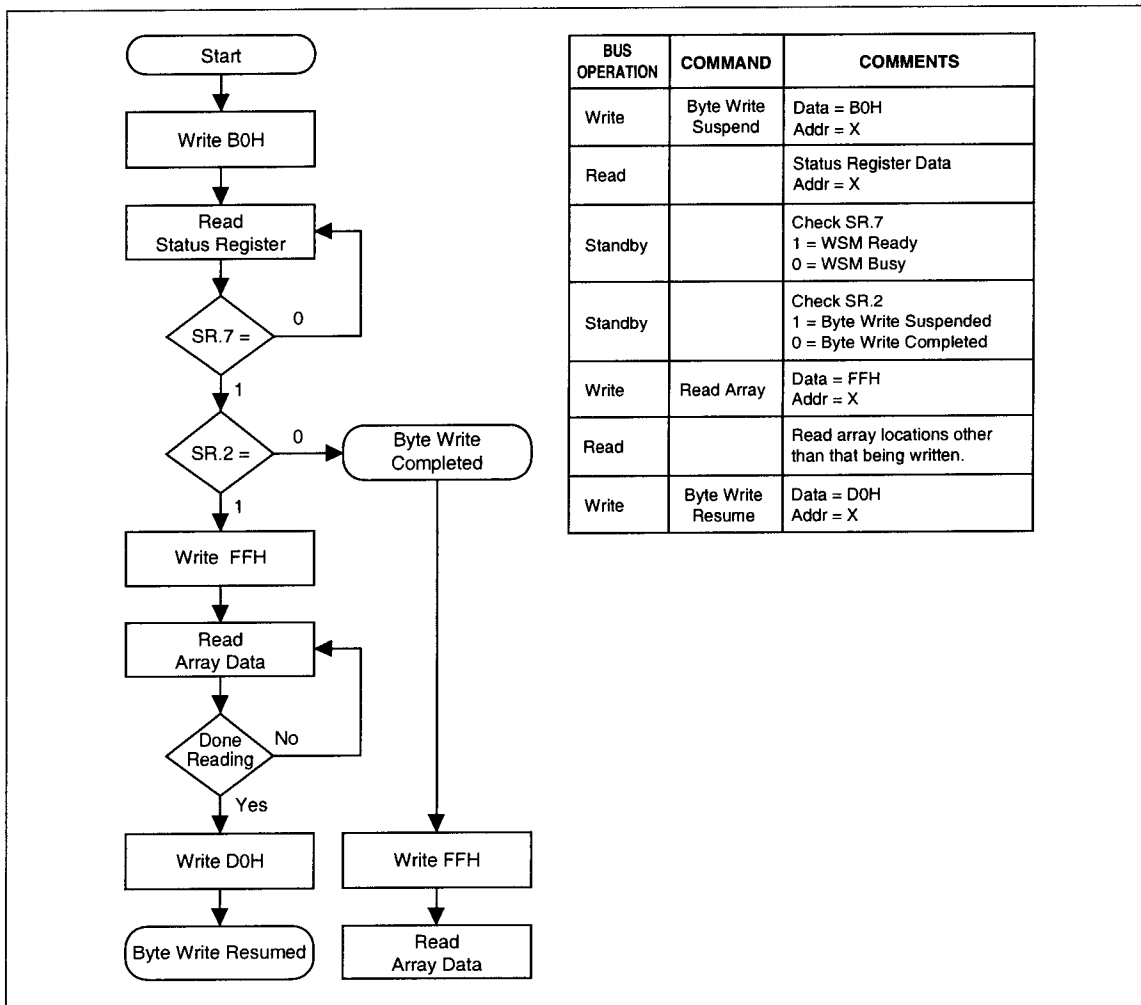 Start
Write B0H
Read
Status Register
SR.7 =
0
1
SR.2 =
0
Byte Write
Completed
1
Write FFH
Read
Array Data
Done
Reading
No
Yes
Write D0H
Write FFH
Byte Write Resumed
Read
Array Data
BUS
OPERATION
COMMAND
COMMENTS
Write
Byte Write
Suspend
Data = B0H
Addr = X
Read
Status Register Data
Addr = X
Standby
Check SR.7
1 = WSM Ready
0 = WSM Busy
Standby
Check SR.2
1 = Byte Write Suspended
0 = Byte Write Completed
Write
Read Array
Data = FFH
Addr = X
Read
Read array locations other
than that being written.
Write
Byte Write
Resume
Data = D0H
Addr = X